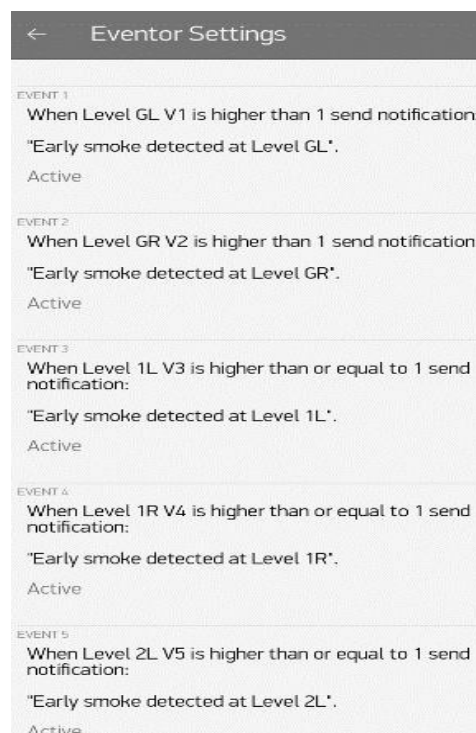 ← Eventor Settings
EVENT 1
When Level GL V1 is higher than 1 send notification:
"Early smoke detected at Level GL".
Active
EVENT 2
When Level GR V2 is higher than 1 send notification
"Early smoke detected at Level GR".
Active
EVENT 3
When Level 1L V3 is higher than or equal to 1 send
notification:
"Early smoke detected at Level 1L".
Active
EVENT 4
When Level 1R V4 is higher than or equal to 1 send
notification:
"Early smoke detected at Level 1R".
Active
EVENT 5
When Level 2L V5 is higher than or equal to 1 send
notification:
"Early smoke detected at Level 2L".
Active